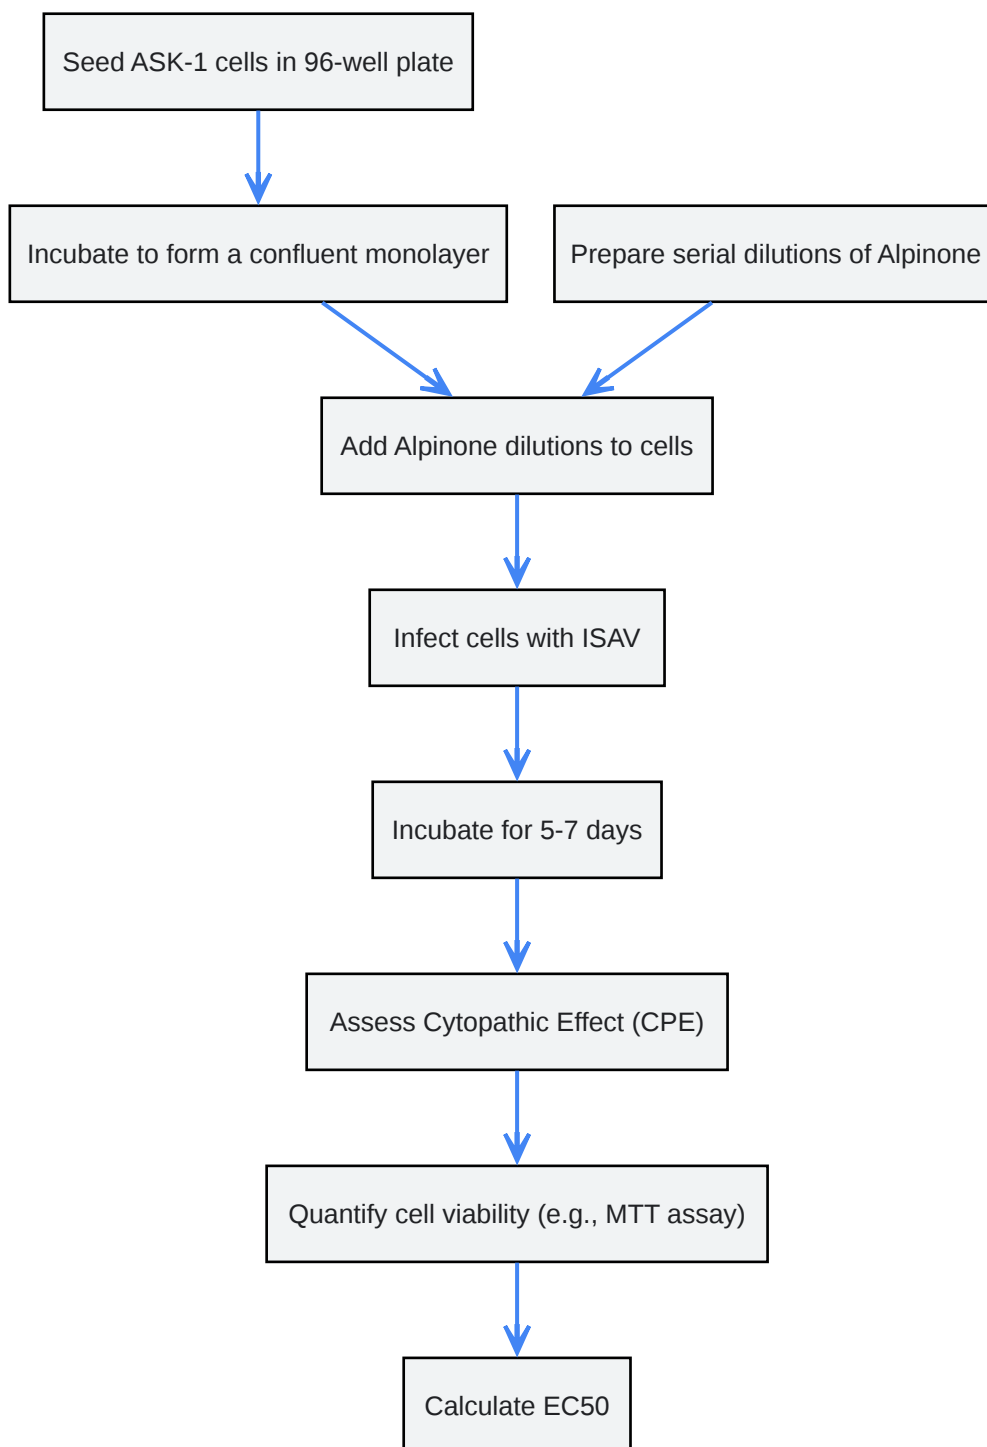 Seed ASK-1 cells in 96-well plate
Incubate to form a confluent monolayer
Prepare serial dilutions of Alpinone
Add Alpinone dilutions to cells
Infect cells with ISAV
Incubate for 5-7 days
Assess Cytopathic Effect (CPE)
Quantify cell viability (e.g., MTT assay)
Calculate EC50